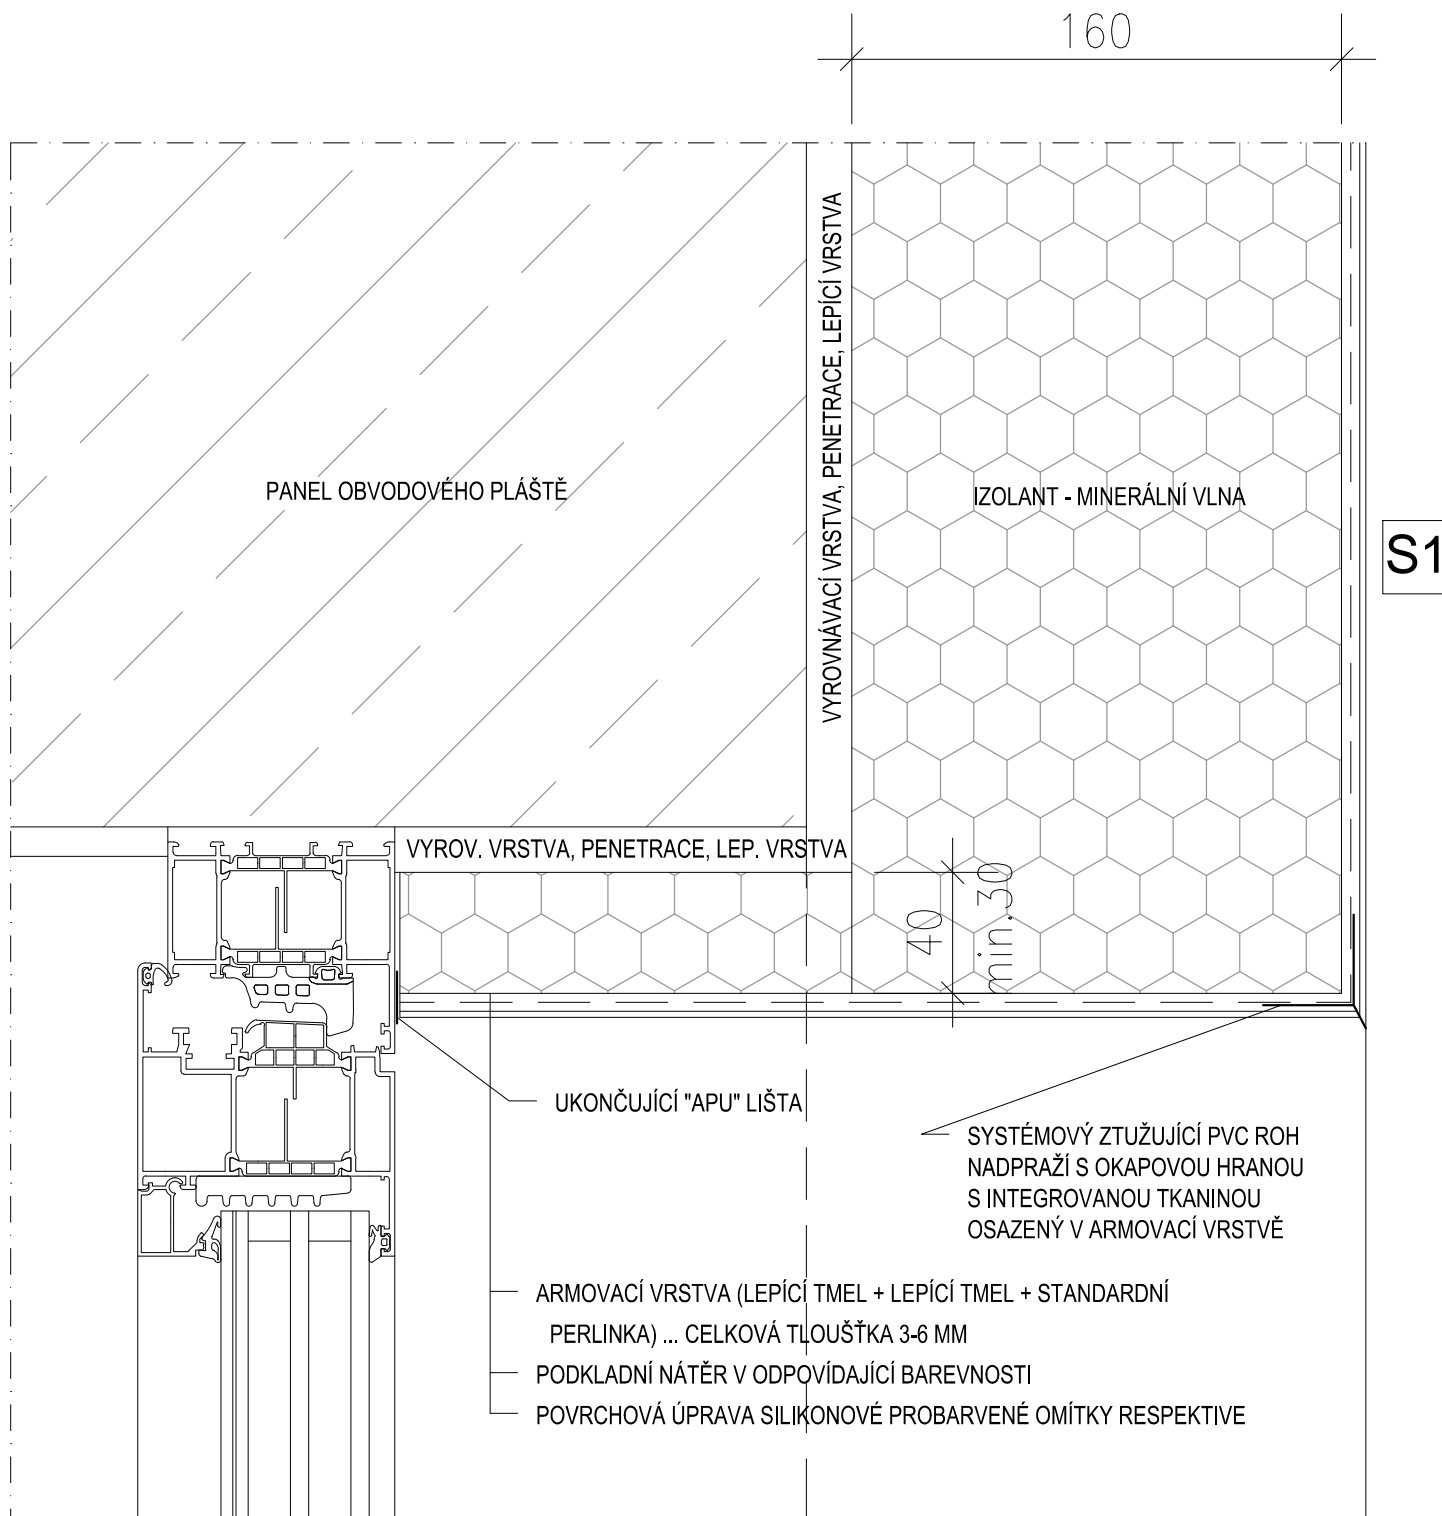 160
VYROVNÁVACÍ VRSTVA, PENETRACE, LEPÍCÍ VRSTVA
PANEL OBVODOVÉHO PLÁŠTĚ
IZOLANT - MINERÁLNÍ VLNA
S1
VYROV. VRSTVA, PENETRACE, LEP. VRSTVA
40
min.30
UKONČUJÍCÍ "APU" LIŠTA
SYSTÉMOVÝ ZTUŽUJÍCÍ PVC ROH
NADPRAŽÍ S OKAPOVOU HRANOU
S INTEGROVANOU TKANINOU
OSAZENÝ V ARMOVACÍ VRSTVĚ
ARMOVACÍ VRSTVA (LEPÍCÍ TMEL + LEPÍCÍ TMEL + STANDARDNÍ
PERLINKA) ... CELKOVÁ TLOUŠŤKA 3-6 MM
PODKLADNÍ NÁTĚR V ODPOVÍDAJÍCÍ BAREVNOSTI
POVRCHOVÁ ÚPRAVA SILIKONOVÉ PROBARVENÉ OMÍTKY RESPEKTIVE